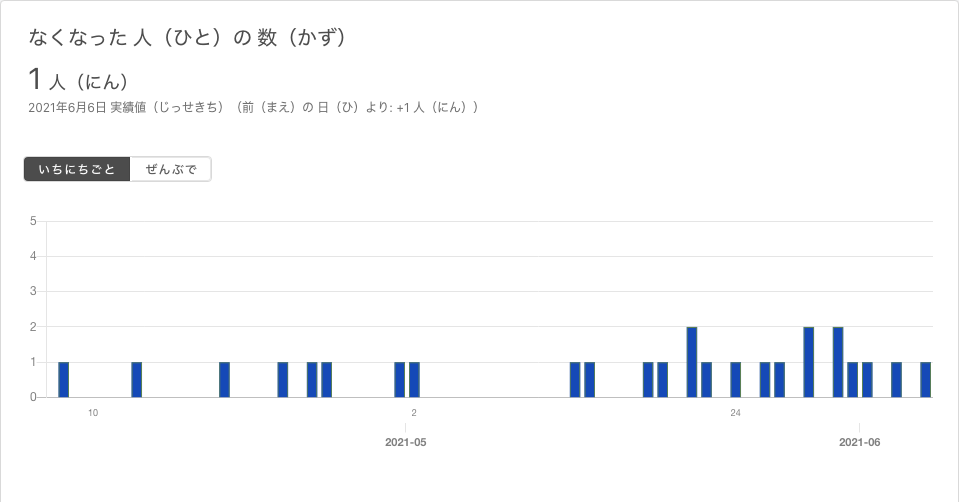 なくなった 人（ひと）の 数（かず）
1 人（にん）
2021年6月6日 実績値（じっせきち）（前（まえ）の 日（ひ）より: +1 人（にん））
いちにちごと ぜんぶで
5
4
3
2
1
0
10 2 24
2021-05 2021-06